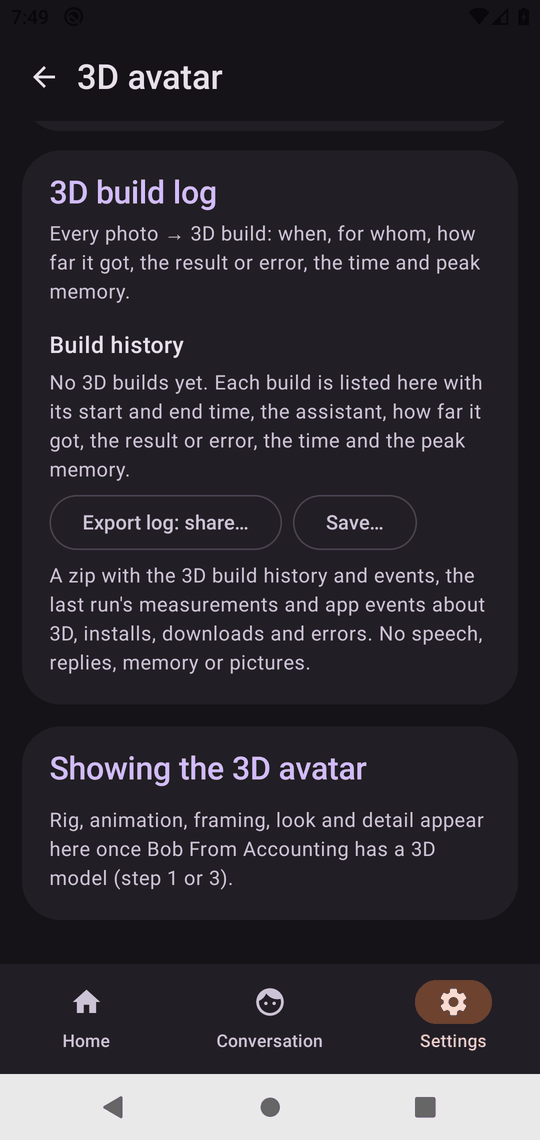 7:49
3D avatar
3D build log
Every photo → 3D build: when, for whom, how
far it got, the result or error, the time and peak
memory.
Build history
No 3D builds yet. Each build is listed here with
its start and end time, the assistant, how far it
got, the result or error, the time and the peak
memory.
Export log: share…
Save…
A zip with the 3D build history and events, the
last run's measurements and app events about
3D, installs, downloads and errors. No speech,
replies, memory or pictures.
Showing the 3D avatar
Rig, animation, framing, look and detail appear
here once Bob From Accounting has a 3D
model (step 1 or 3).
Home
Conversation
Settings